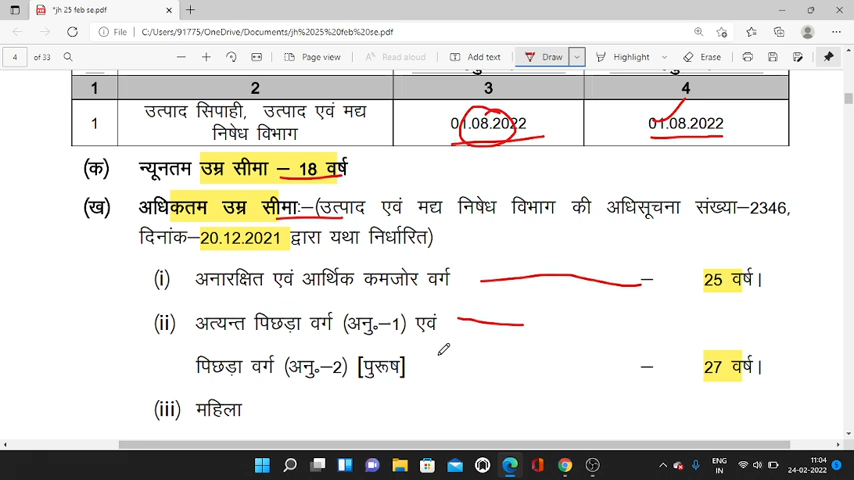 *jh 25 feb se.pdf
File C:/Users/91775/OneDrive/Documents/jh%2025%20feb%20se.pdf
4 of 33 Page view Read aloud Add text Draw Highlight Erase
1 2 3 4
1 उत्पाद सिपाही, उत्पाद एवं मद्य निषेध विभाग 01.08.2022 01.08.2022
(क) न्यूनतम उम्र सीमा – 18 वर्ष
(ख) अधिकतम उम्र सीमाः–(उत्पाद एवं मद्य निषेध विभाग की अधिसूचना संख्या–2346,
दिनांक–20.12.2021 द्वारा यथा निर्धारित)
(i) अनारक्षित एवं आर्थिक कमजोर वर्ग – 25 वर्ष।
(ii) अत्यन्त पिछड़ा वर्ग (अनु॰–1) एवं
पिछड़ा वर्ग (अनु॰–2) [पुरूष] – 27 वर्ष।
(iii) महिला
ENG 11:04
IN 24-02-2022